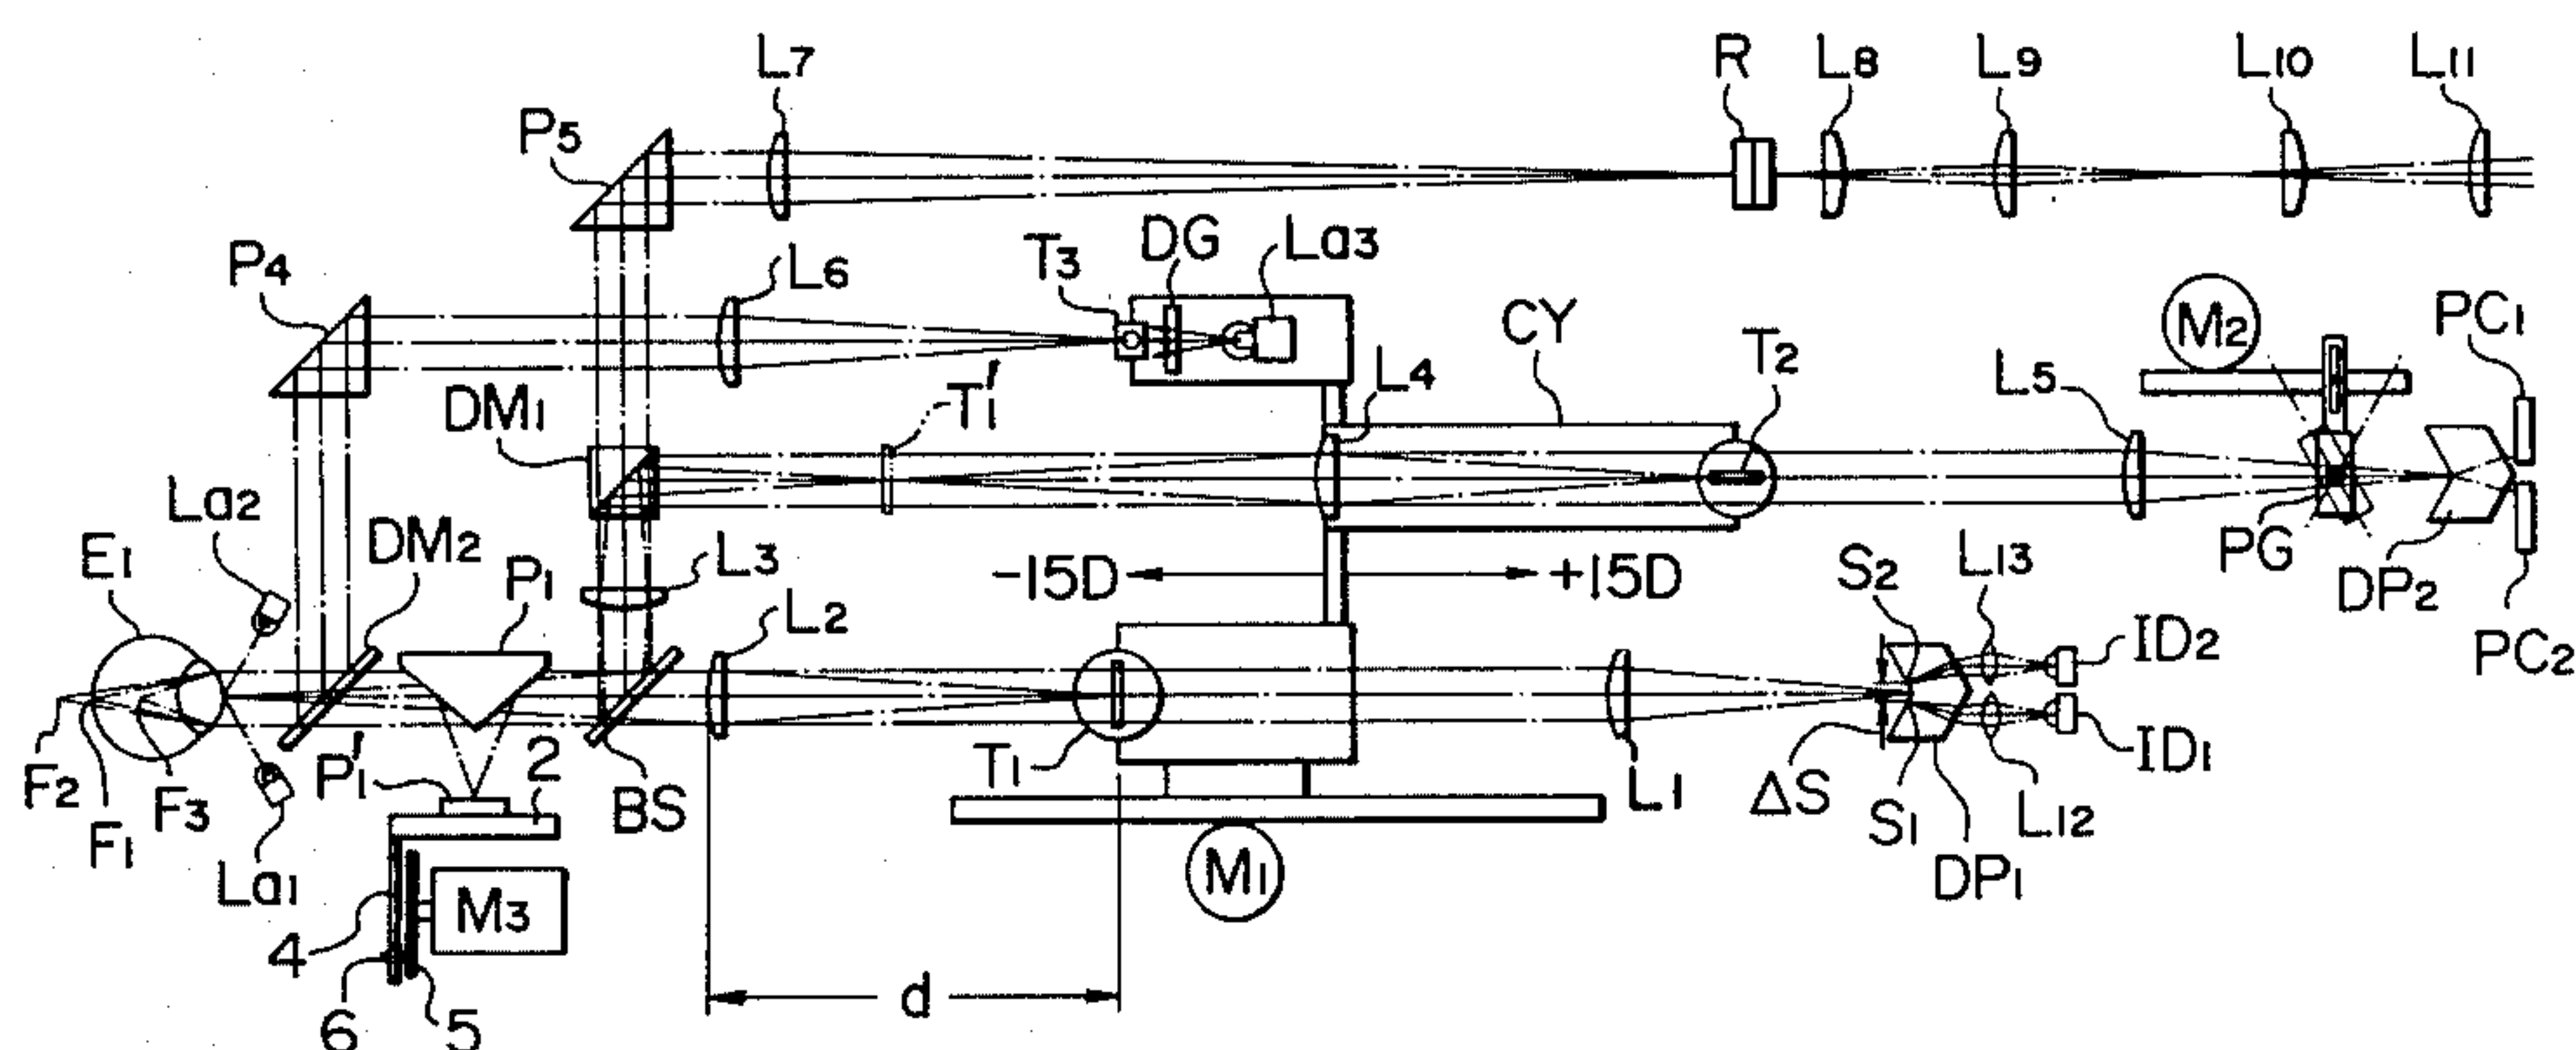 L7
R
L8
L9
L10
L11
P5
P4
L6
T3
DG
La3
CY
T2
M2
PC1
L5
L4
T1'
DM1
La2
DM2
E1
P1
L3
L2
-15D
+15D
S2
L13
PG
DP2
PC2
ID2
ID1
F2
F1
F3
P1'
2
BS
T1
L1
ΔS
S1
L12
DP1
La1
M3
M1
4
6
5
d